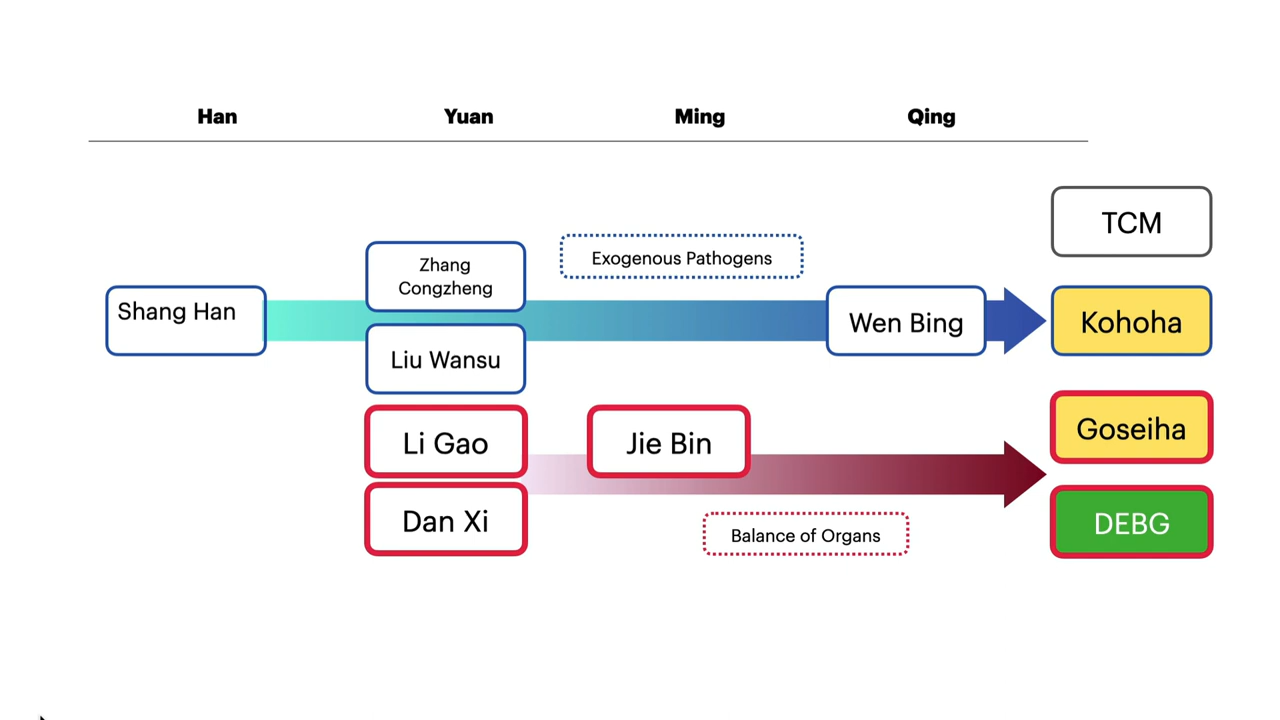 Han
Yuan
Ming
Qing
TCM
Zhang
Congzheng
Exogenous Pathogens
Shang Han
Wen Bing
Kohoha
Liu Wansu
Li Gao
Jie Bin
Goseiha
Dan Xi
Balance of Organs
DEBG